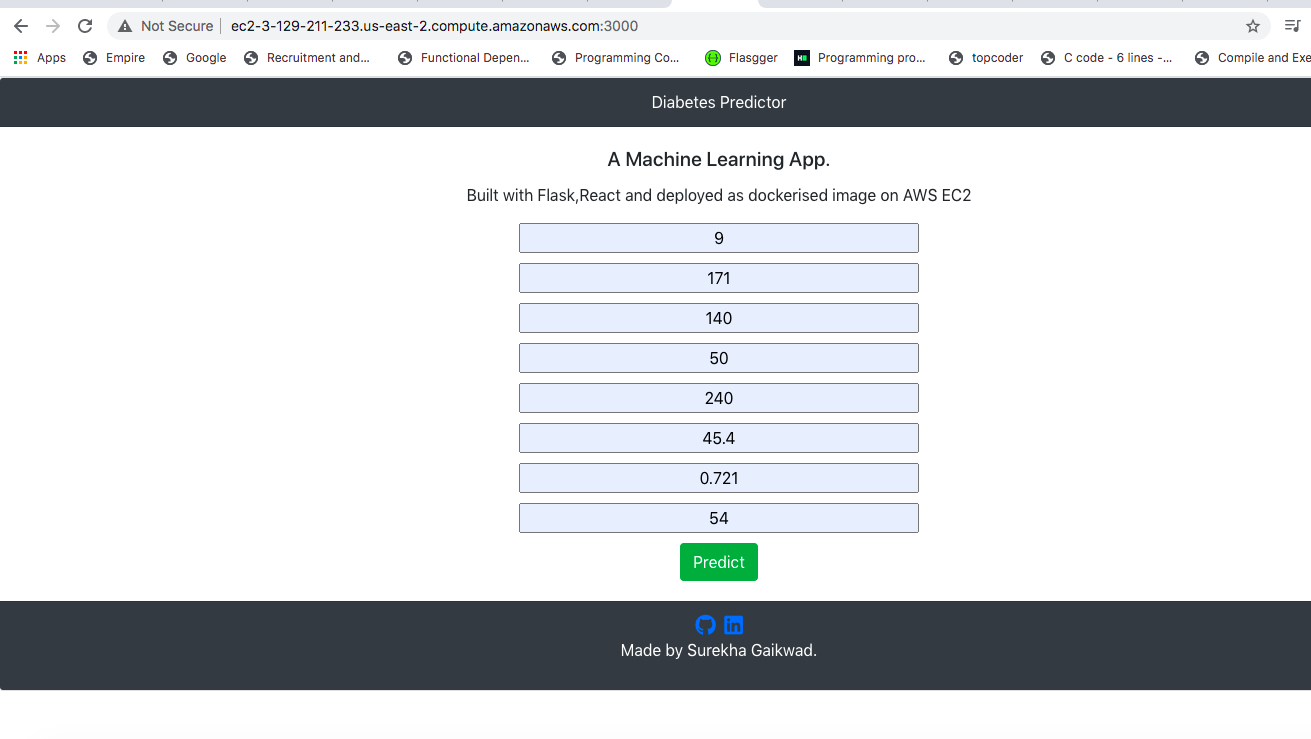 Not Secure ec2-3-129-211-233.us-east-2.compute.amazonaws.com:3000
Apps Empire Google Recruitment and... Functional Depen... Programming Co... Flasgger Programming pro... topcoder C code - 6 lines -... Compile and Exe
Diabetes Predictor
A Machine Learning App.
Built with Flask,React and deployed as dockerised image on AWS EC2
9
171
140
50
240
45.4
0.721
54
Predict
Made by Surekha Gaikwad.